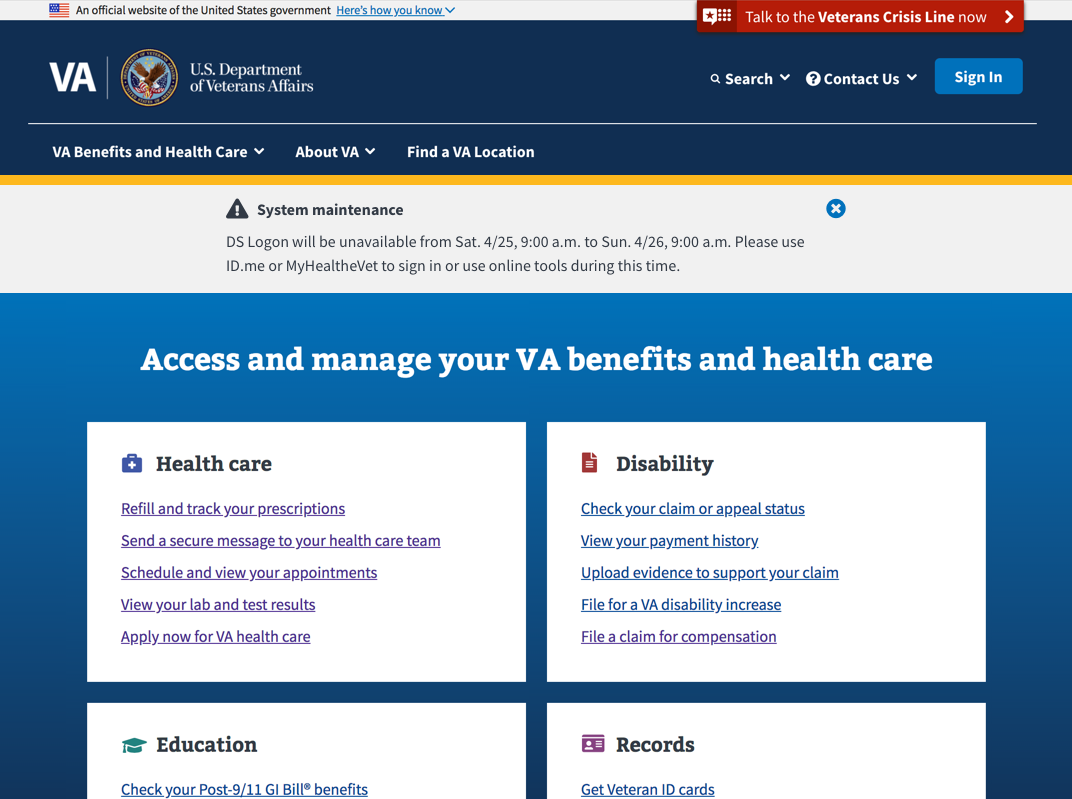 An official website of the United States government Here's how you know
Talk to the Veterans Crisis Line now
VA
U.S. Department
of Veterans Affairs
Search
Contact Us
Sign In
VA Benefits and Health Care
About VA
Find a VA Location
System maintenance
DS Logon will be unavailable from Sat. 4/25, 9:00 a.m. to Sun. 4/26, 9:00 a.m. Please use
ID.me or MyHealtheVet to sign in or use online tools during this time.
Access and manage your VA benefits and health care
Health care
Refill and track your prescriptions
Send a secure message to your health care team
Schedule and view your appointments
View your lab and test results
Apply now for VA health care
Disability
Check your claim or appeal status
View your payment history
Upload evidence to support your claim
File for a VA disability increase
File a claim for compensation
Education
Check your Post-9/11 GI Bill® benefits
Records
Get Veteran ID cards